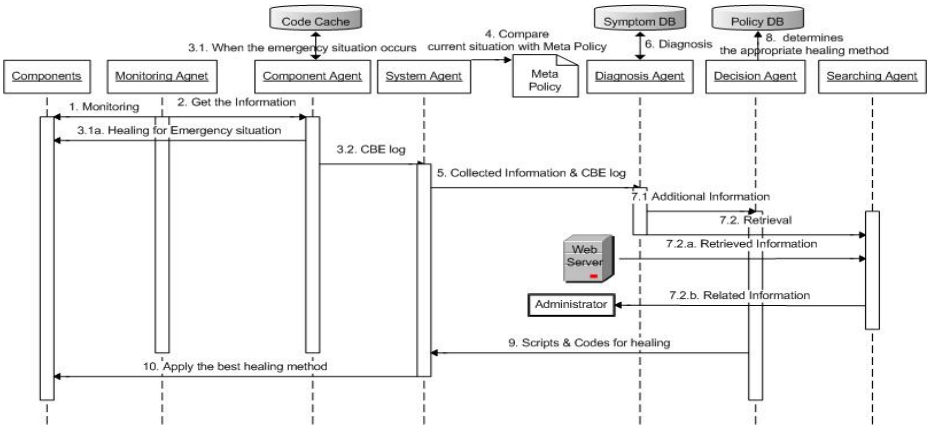 Code Cache
Symptom DB
Policy DB
3.1. When the emergency situation occurs
4. Compare
current situation with Meta Policy
6. Diagnosis
8. determines
the appropriate healing method
Components
Monitoring Agnet
Component Agent
System Agent
Meta
Policy
Diagnosis Agent
Decision Agent
Searching Agent
1. Monitoring
2. Get the Information
3.1a. Healing for Emergency situation
3.2. CBE log
5. Collected Information & CBE log
7.1 Additional Information
7.2. Retrieval
7.2.a. Retrieved Information
Web
Server
7.2.b. Related Information
Administrator
9. Scripts & Codes for healing
10. Apply the best healing method